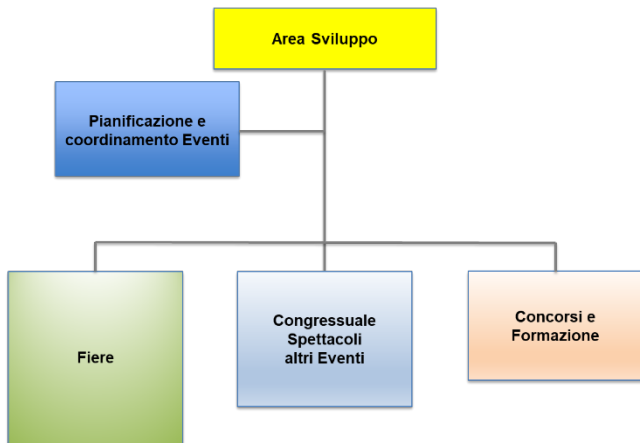 Area Sviluppo
Pianificazione e
coordinamento Eventi
Fiere
Congressuale
Spettacoli
altri Eventi
Concorsi e
Formazione